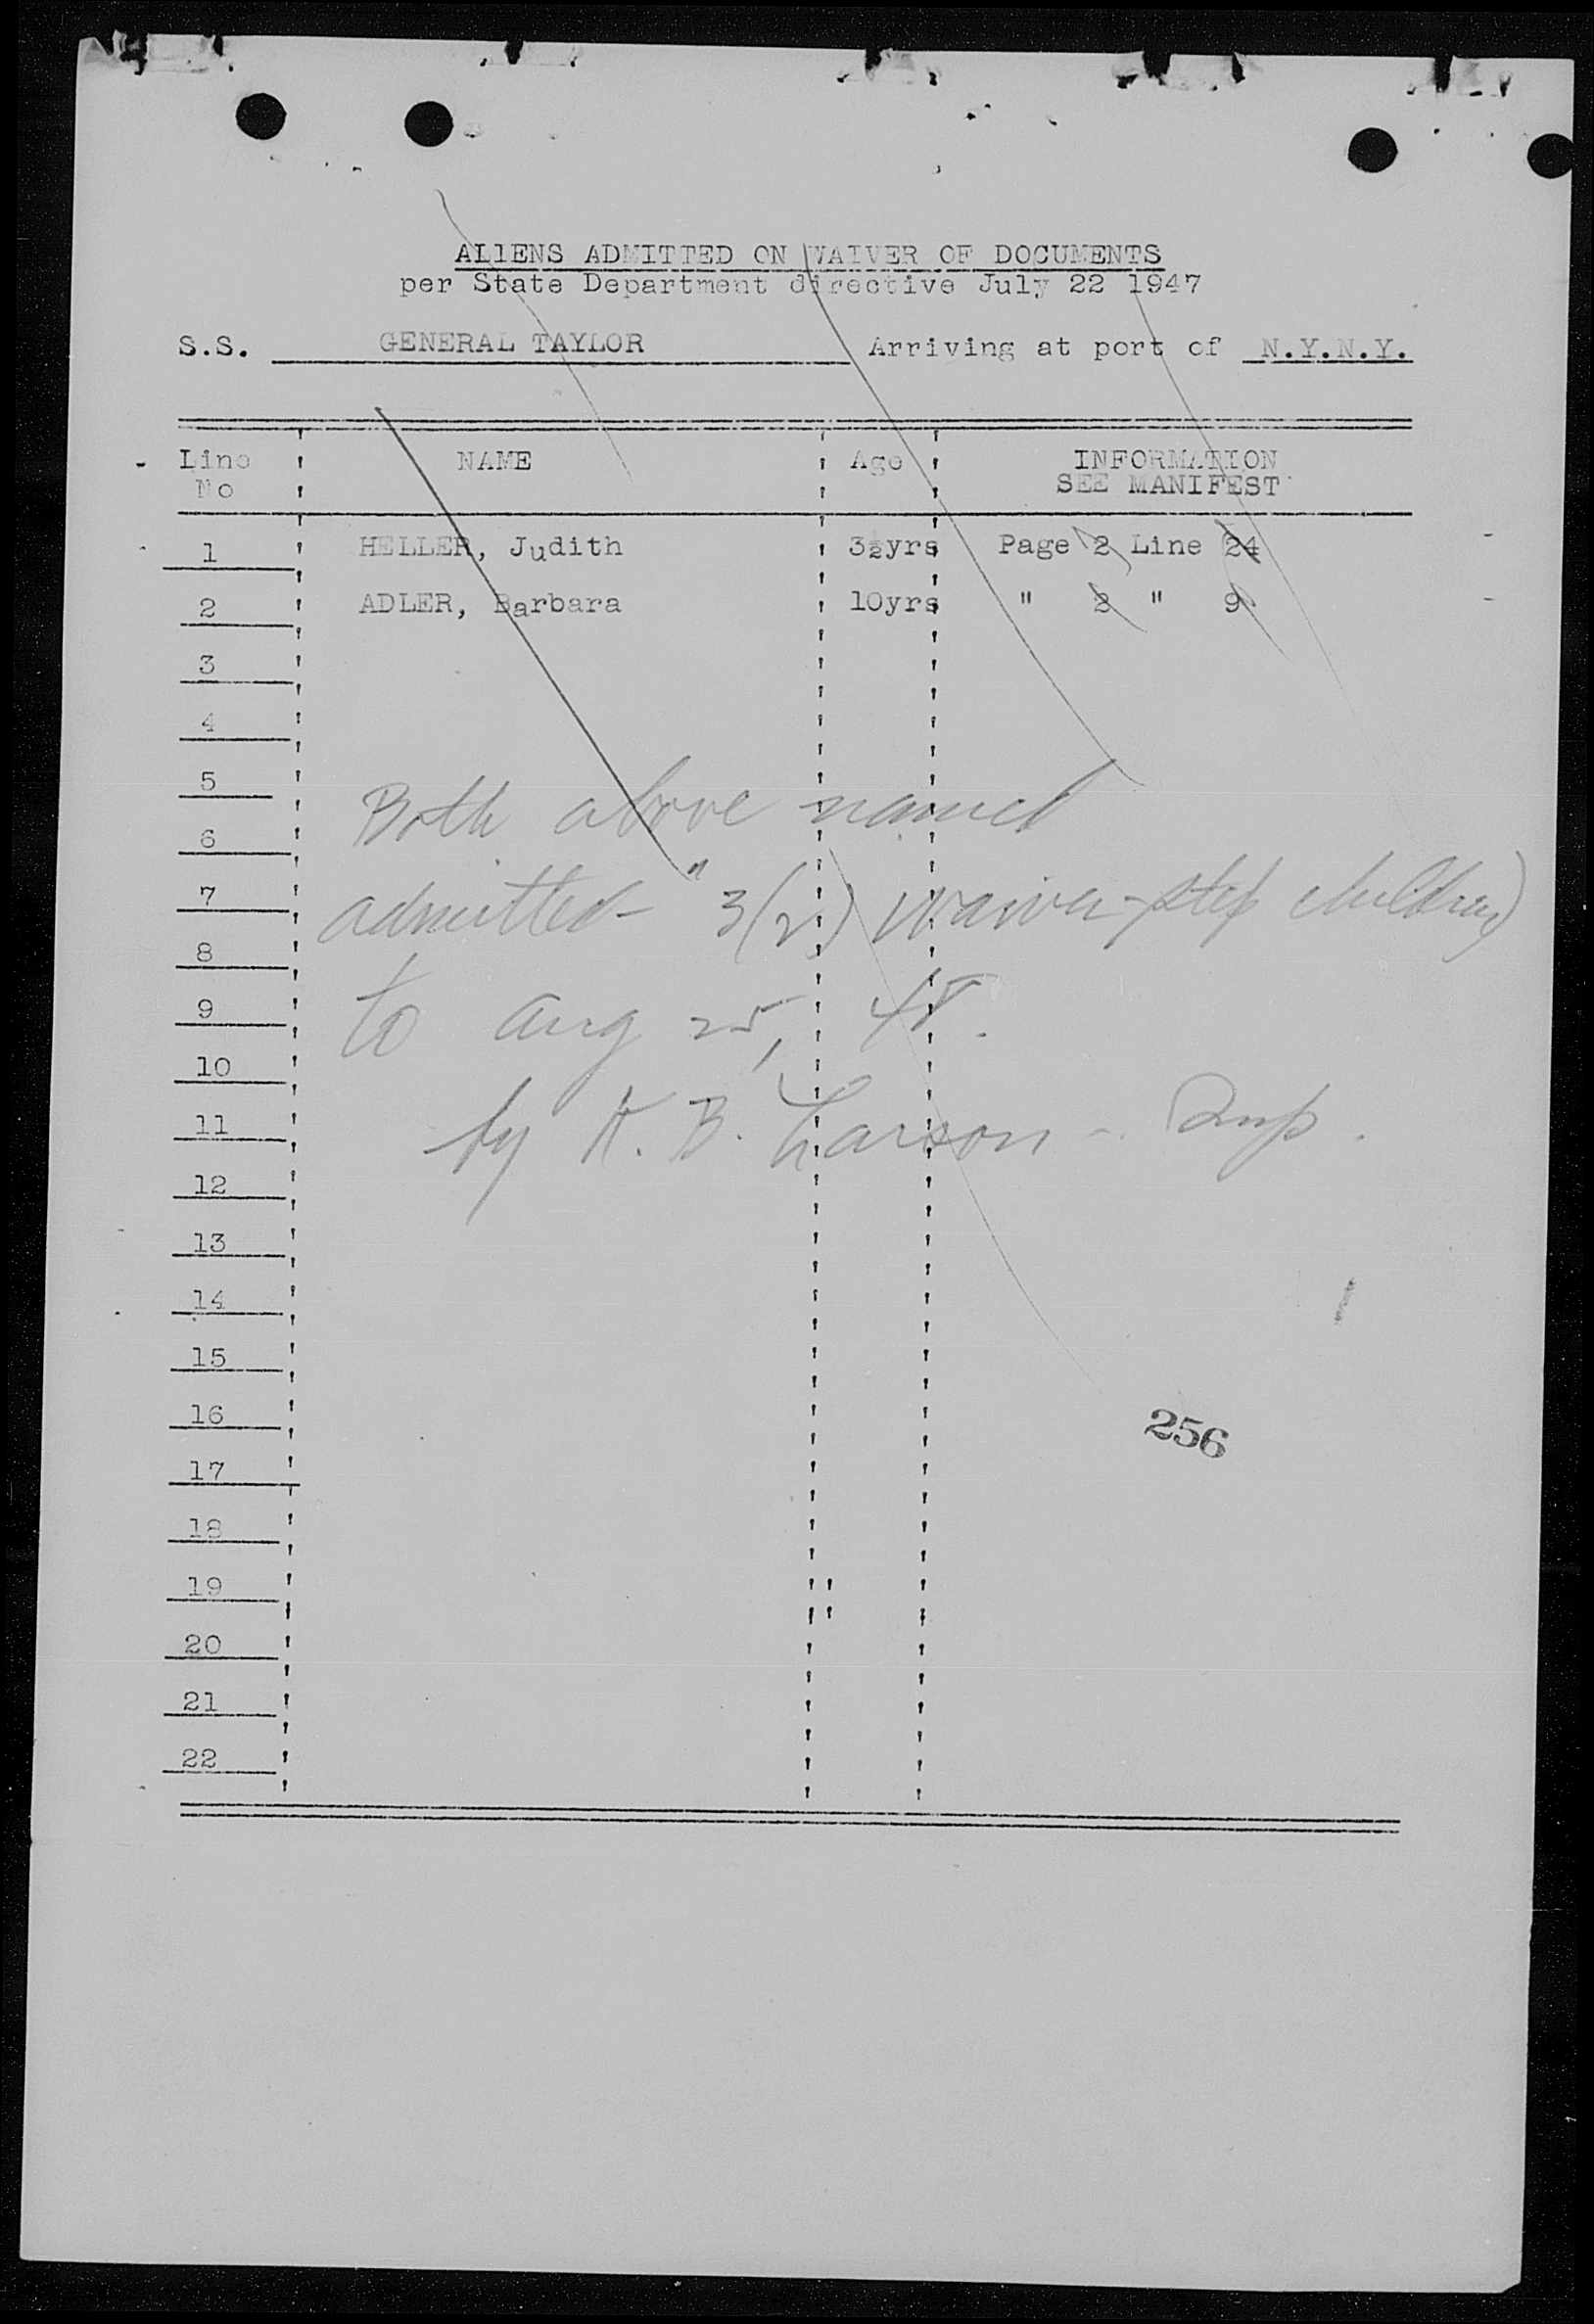 AL1ENS ADMITTED ON WAIVER OF DOCUMENTS
per State Department directive July 22 1947
S.S. GENERAL TAYLOR Arriving at port of N.Y.N.Y.
Line No NAME Age INFORMATION SEE MANIFEST
1 HELLER, Judith 3½yrs Page 2 Line 24
2 ADLER, Barbara 10yrs " 2 " 9
3
4
5
Both above named
6
7
admitted - 3(2) waiver - step children)
8
9
to Aug 25, 48.
10
11
by K. B. Larson - Insp.
12
13
14
15
16
256
17
18
19
20
21
22